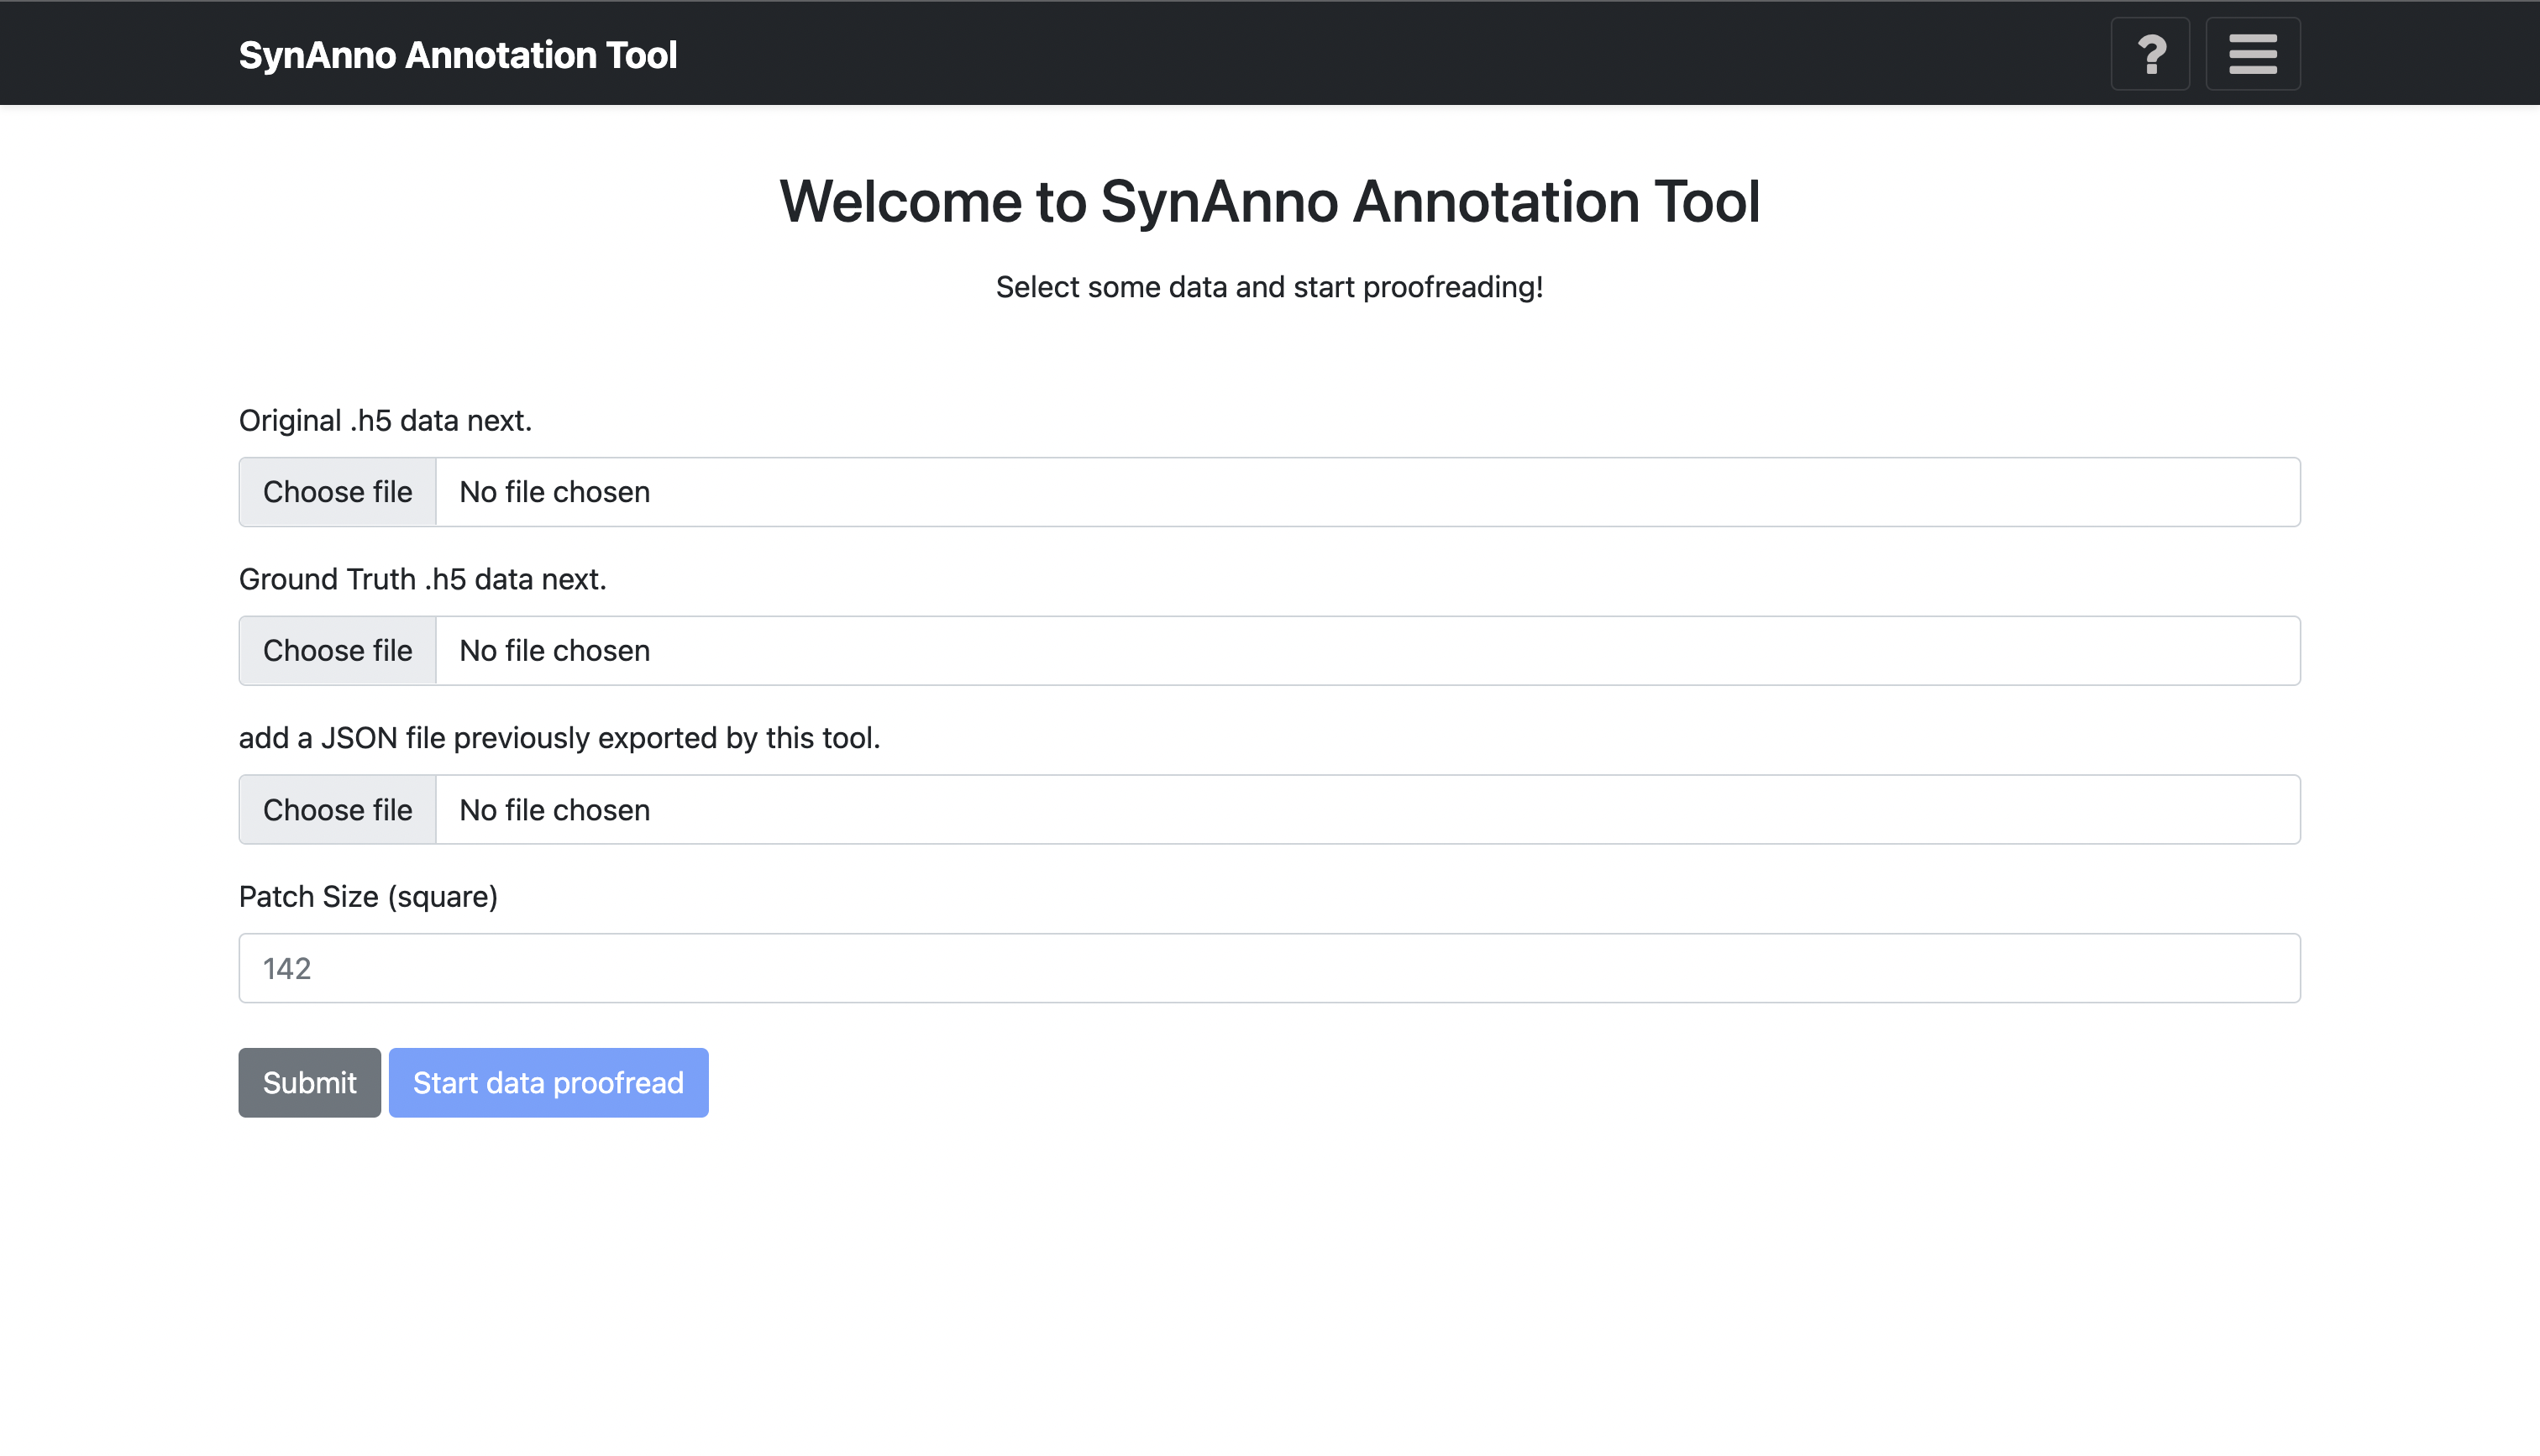 SynAnno Annotation Tool
?
Welcome to SynAnno Annotation Tool
Select some data and start proofreading!
Original .h5 data next.
Choose file No file chosen
Ground Truth .h5 data next.
Choose file No file chosen
add a JSON file previously exported by this tool.
Choose file No file chosen
Patch Size (square)
142
Submit Start data proofread